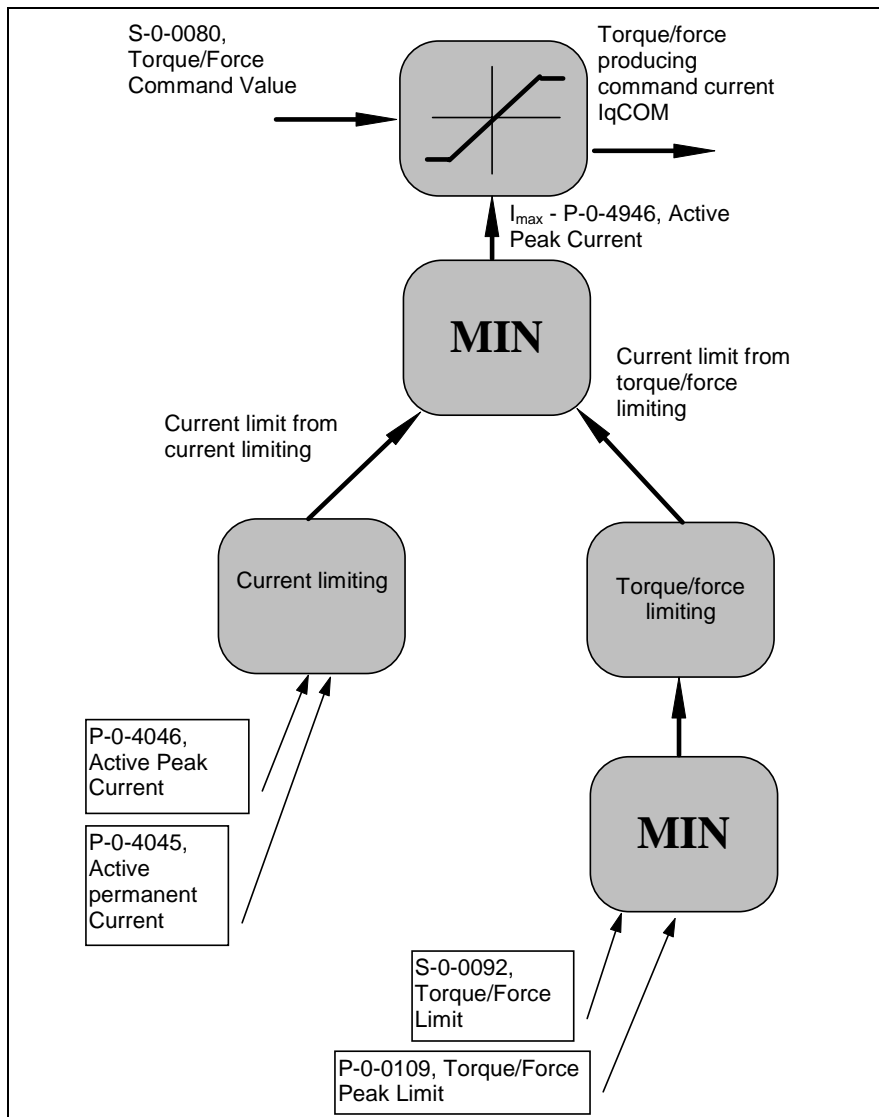 S-0-0080,
Torque/Force
Command Value
Torque/force
producing
command current
IqCOM
Imax - P-0-4946, Active
Peak Current
MIN
Current limit from
torque/force
limiting
Current limit from
current limiting
Current limiting
Torque/force
limiting
P-0-4046,
Active Peak
Current
MIN
P-0-4045,
Active
permanent
Current
S-0-0092,
Torque/Force
Limit
P-0-0109, Torque/Force
Peak Limit